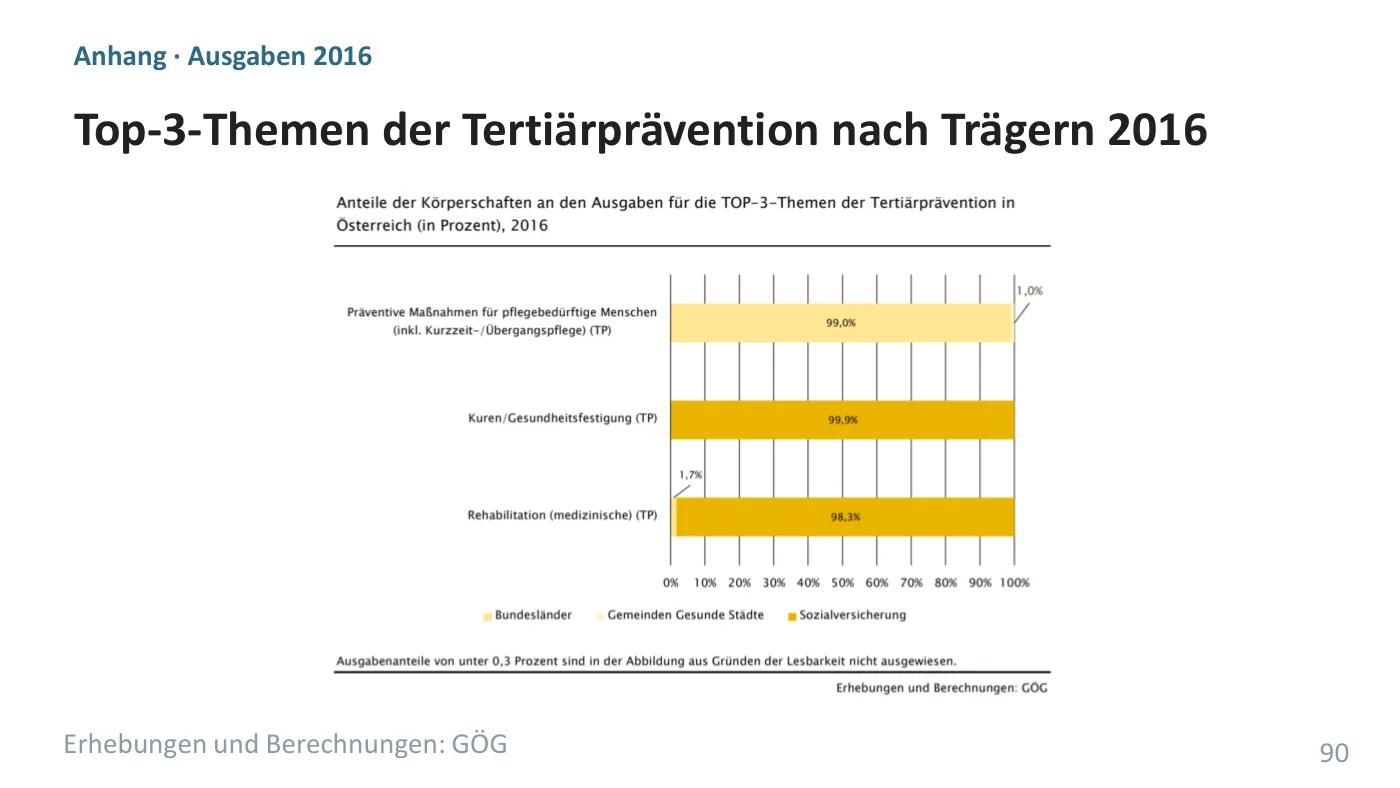 Anhang · Ausgaben 2016
Top-3-Themen der Tertiärprävention nach Trägern 2016
Anteile der Körperschaften an den Ausgaben für die TOP-3-Themen der Tertiärprävention in
Österreich (in Prozent), 2016
1,0%
Präventive Maßnahmen für pflegebedürftige Menschen
(inkl. Kurzzeit-/Übergangspflege) (TP)
99,0%
Kuren/Gesundheitsfestigung (TP)
99,9%
1,7%
Rehabilitation (medizinische) (TP)
98,3%
0% 10% 20% 30% 40% 50% 60% 70% 80% 90% 100%
Bundesländer Gemeinden Gesunde Städte Sozialversicherung
Ausgabenanteile von unter 0,3 Prozent sind in der Abbildung aus Gründen der Lesbarkeit nicht ausgewiesen.
Erhebungen und Berechnungen: GÖG
Erhebungen und Berechnungen: GÖG
90